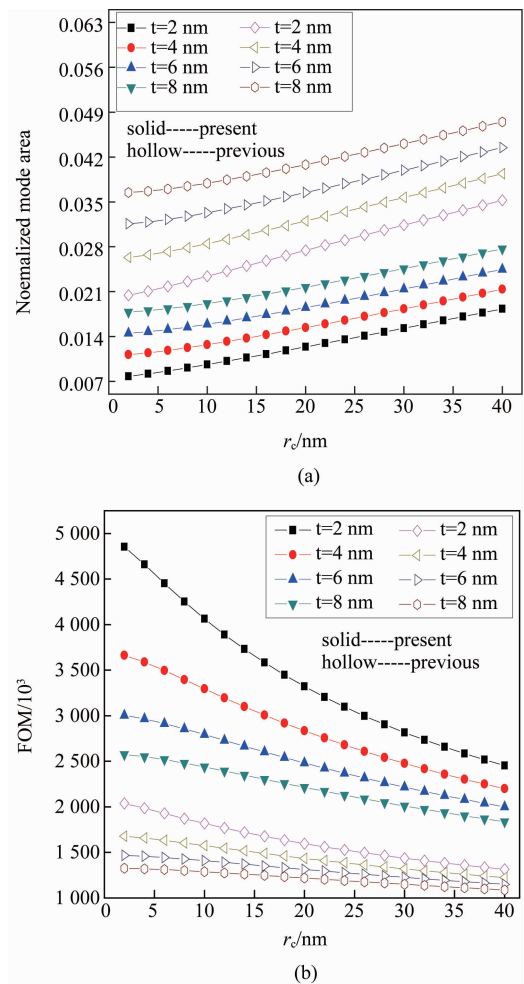 0.063
0.056
0.049
0.042
0.035
0.028
0.021
0.014
0.007
Noemalized mode area
t=2 nm t=2 nm
t=4 nm t=4 nm
t=6 nm t=6 nm
t=8 nm t=8 nm
solid-----present
hollow-----previous
0 5 10 15 20 25 30 35 40
rc/nm
(a)
5 000
4 500
4 000
3 500
3 000
2 500
2 000
1 500
1 000
FOM/10³
t=2 nm t=2 nm
t=4 nm t=4 nm
t=6 nm t=6 nm
t=8 nm t=8 nm
solid-----present
hollow-----previous
0 5 10 15 20 25 30 35 40
rc/nm
(b)